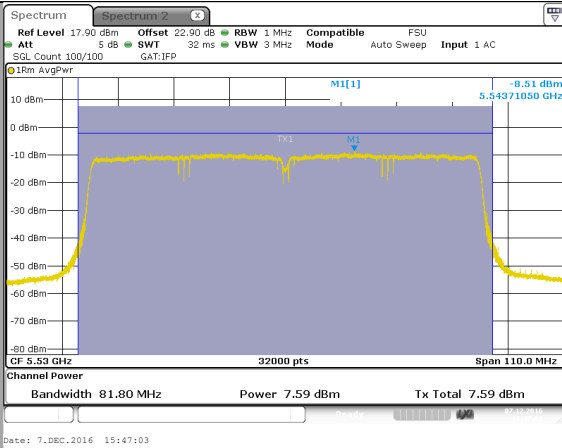 Spectrum Spectrum 2 X
Ref Level 17.90 dBm Offset 22.90 dB RBW 1 MHz Compatible FSU
Att 5 dB SWT 32 ms VBW 3 MHz Mode Auto Sweep Input 1 AC
SGL Count 100/100 GAT:IFP
1Rm AvgPwr
M1[1] -8.51 dBm
5.54371050 GHz
10 dBm
0 dBm
TX1 M1
-10 dBm
-20 dBm
-30 dBm
-40 dBm
-50 dBm
-60 dBm
-70 dBm
-80 dBm
CF 5.53 GHz 32000 pts Span 110.0 MHz
Channel Power
Bandwidth 81.80 MHz Power 7.59 dBm Tx Total 7.59 dBm
Ready 07.12.2016
Date: 7.DEC.2016 15:47:03